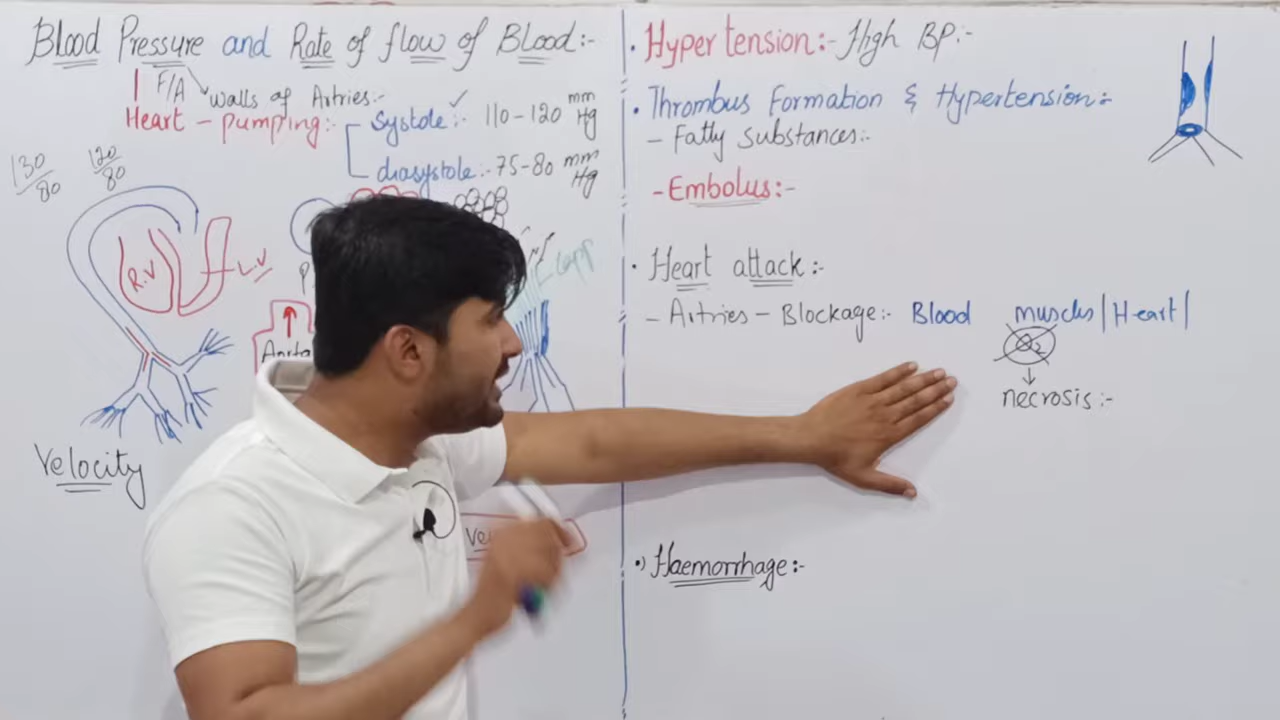 Blood Pressure and Rate of flow of Blood:-
F/A walls of Artries:-
Heart - pumping:- Systole:- 110-120 mm Hg
diasystole:- 75-80 mm Hg
130/80 120/80
R.V L.V
Velocity
Hypertension:- High BP:-
Thrombus Formation & Hypertension:-
- Fatty Substances:-
- Embolus:-
Heart attack:-
- Artries - Blockage:- Blood muscles|Heart|
O2
necrosis:-
Haemorrhage:-